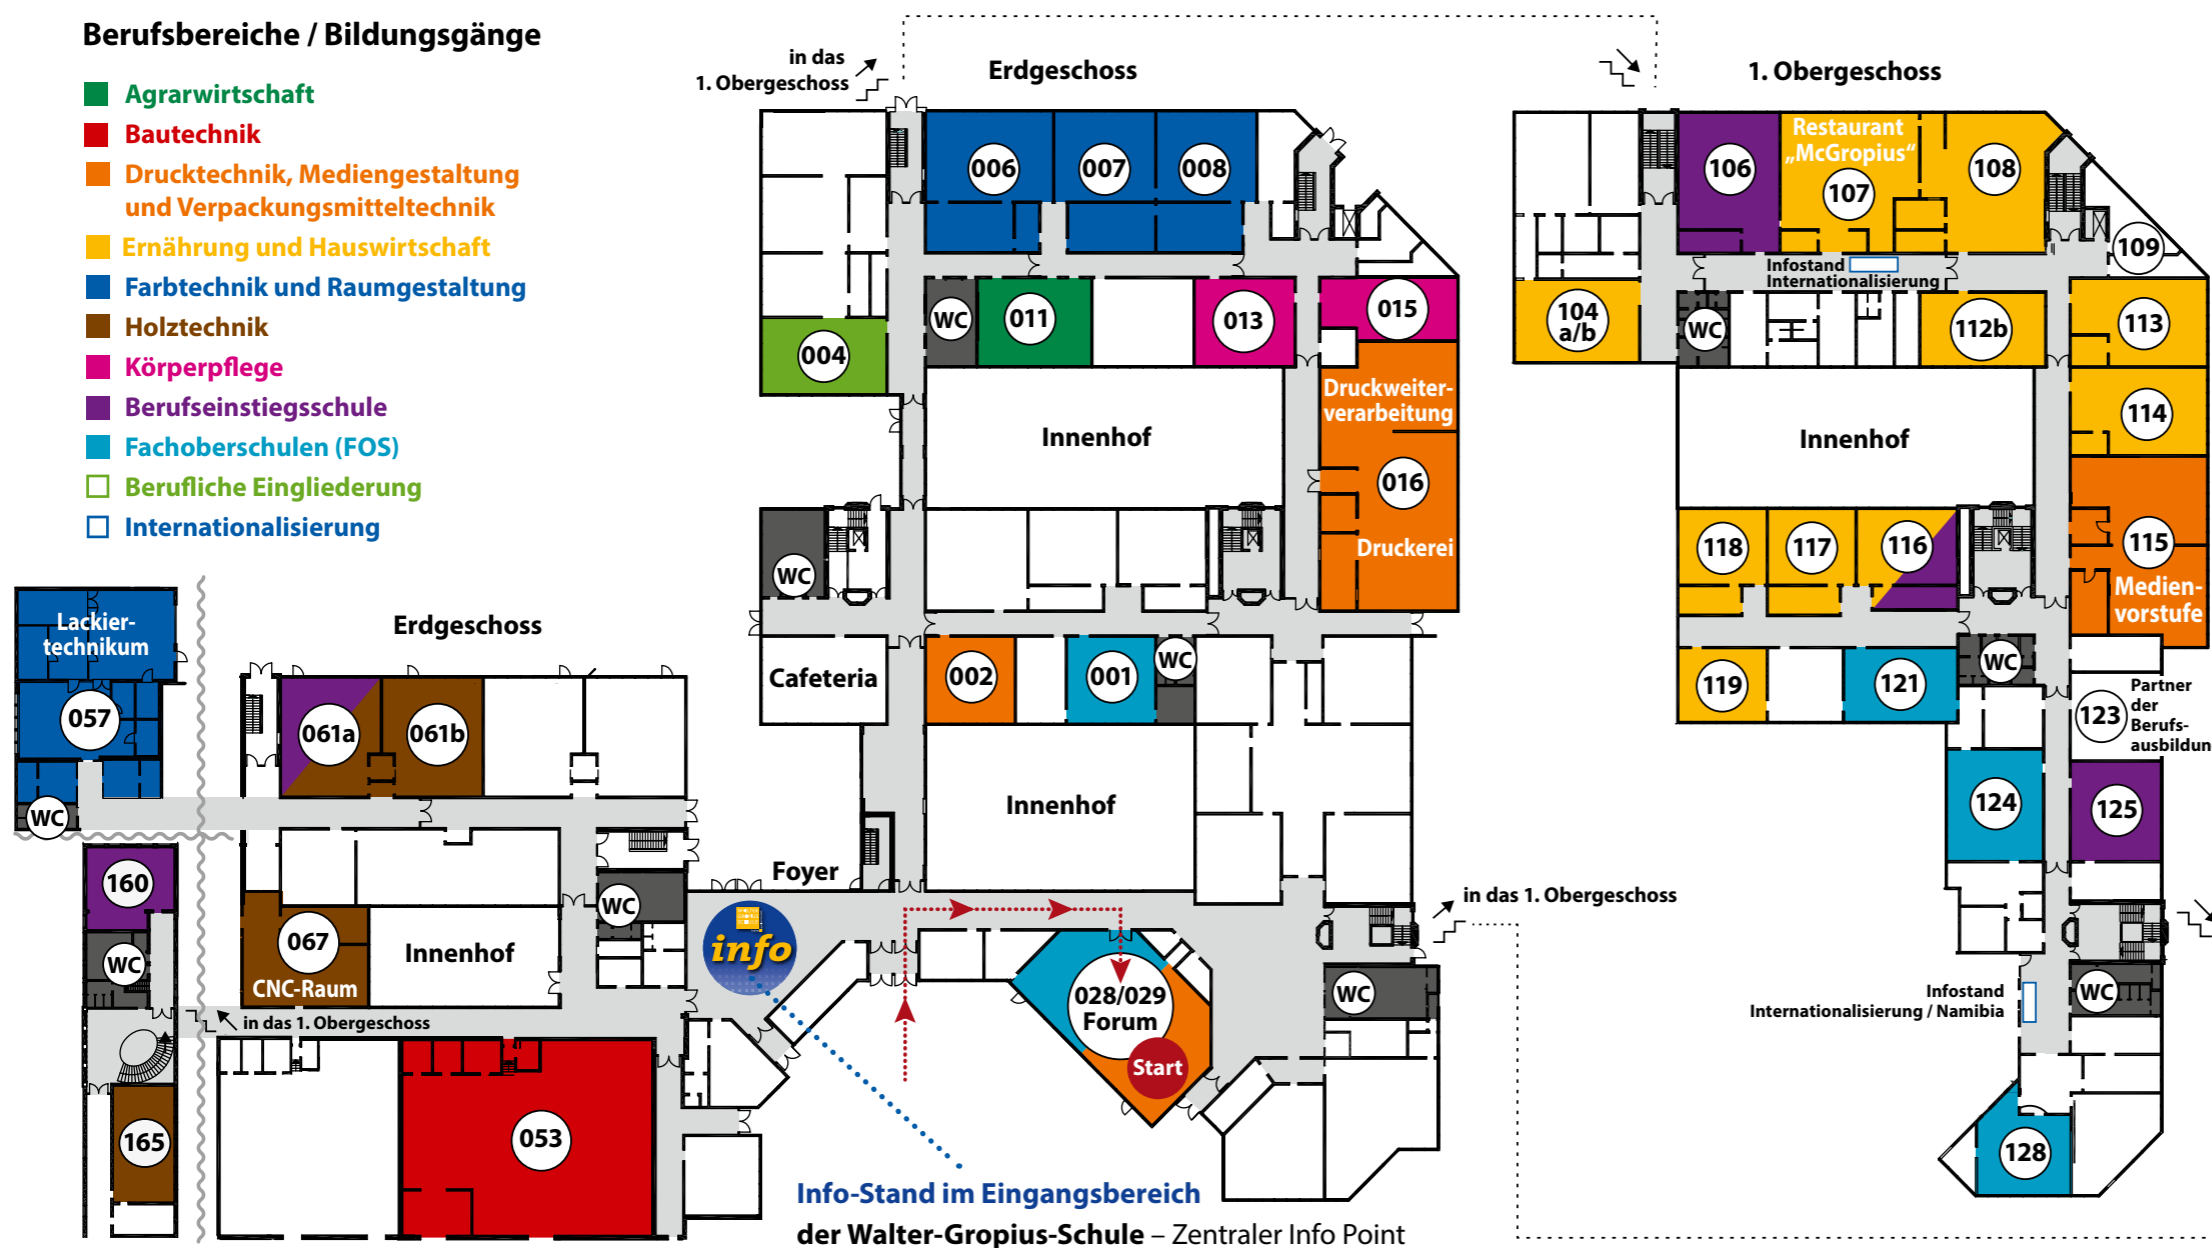 Berufsbereiche / Bildungsgänge
Agrarwirtschaft
Bautechnik
Drucktechnik, Mediengestaltung
und Verpackungsmitteltechnik
Ernährung und Hauswirtschaft
Farbtechnik und Raumgestaltung
Holztechnik
Körperpflege
Berufseinstiegsschule
Fachoberschulen (FOS)
Berufliche Eingliederung
Internationalisierung
in das
1. Obergeschoss
Erdgeschoss
006
007
008
WC
011
013
015
004
Druckweiter-
verarbeitung
Innenhof
016
Druckerei
WC
Cafeteria
002
001
WC
Innenhof
Foyer
info
in das 1. Obergeschoss
028/029
Forum
Start
WC
Info-Stand im Eingangsbereich
der Walter-Gropius-Schule – Zentraler Info Point
Lackier-
technikum
057
WC
Erdgeschoss
061a
061b
WC
160
WC
067
CNC-Raum
Innenhof
in das 1. Obergeschoss
165
053
1. Obergeschoss
106
Restaurant
„McGropius“
107
108
109
Infostand
Internationalisierung
104
a/b
WC
112b
113
114
Innenhof
118
117
116
115
Medien-
vorstufe
119
121
WC
123
Partner
der
Berufs-
ausbildun
124
125
Infostand
Internationalisierung / Namibia
WC
128